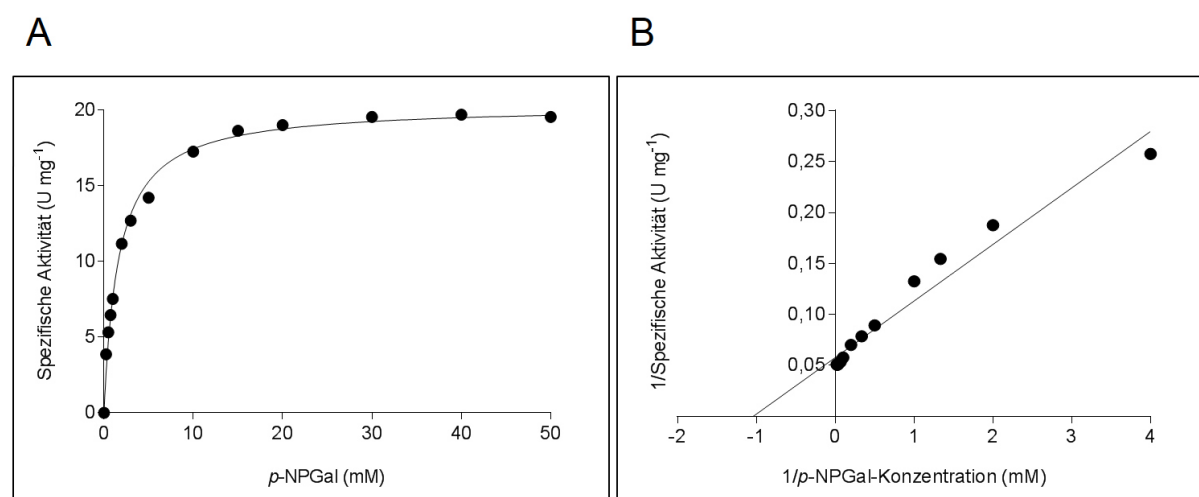 A
B
20
15
10
5
0
0 10 20 30 40 50
Spezifische Aktivität (U mg⁻¹)
p-NPGal (mM)
0,30
0,25
0,20
0,15
0,10
0,05
-2 -1 0 1 2 3 4
1/Spezifische Aktivität (U mg⁻¹)
1/p-NPGal-Konzentration (mM)